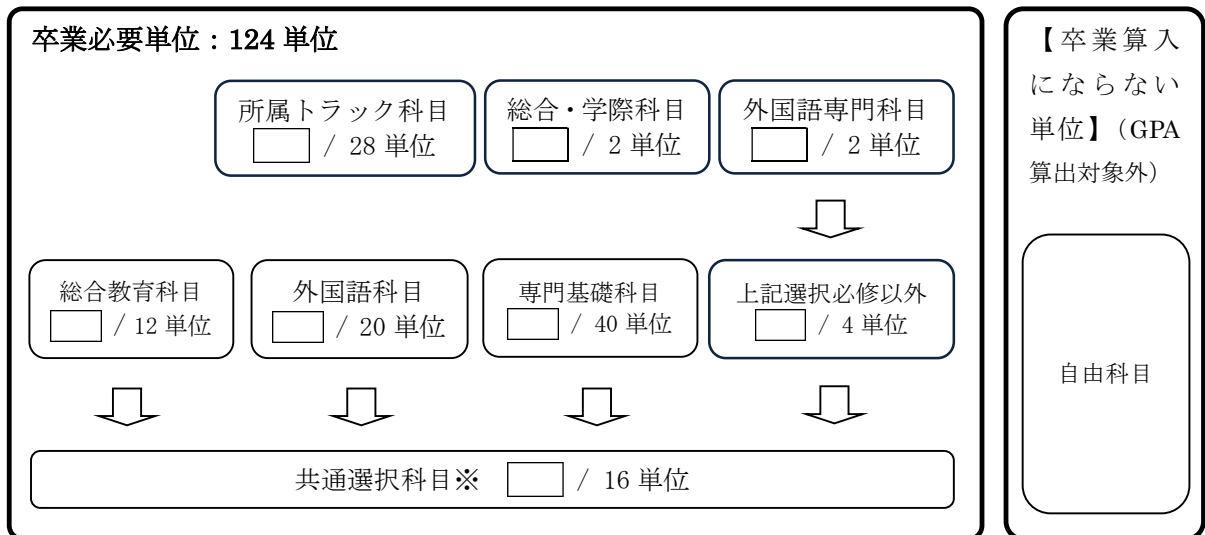 卒業必要単位：124 単位
所属トラック科目
/ 28 単位
総合・学際科目
/ 2 単位
外国語専門科目
/ 2 単位
総合教育科目
/ 12 単位
外国語科目
/ 20 単位
専門基礎科目
/ 40 単位
上記選択必修以外
/ 4 単位
共通選択科目※ / 16 単位
【卒業算入
にならない
単位】（GPA
算出対象外）
自由科目